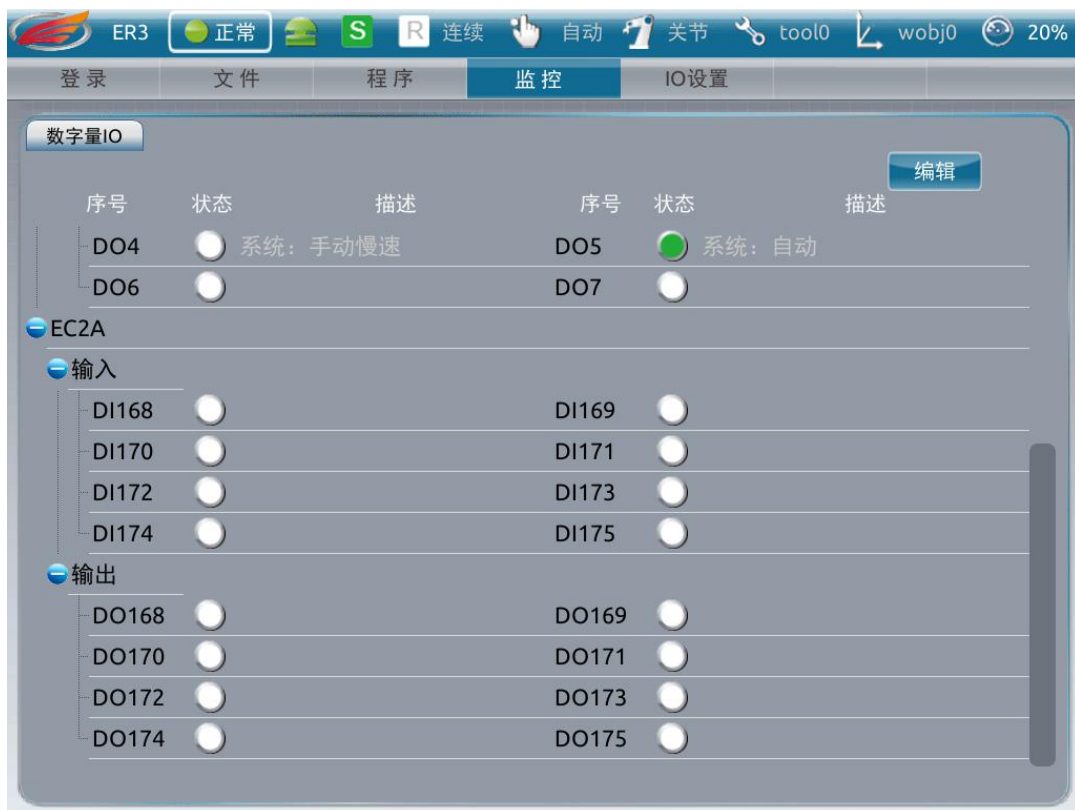 ER3 正常 S R 连续 自动 关节 tool0 wobj0 20%
登录 文件 程序 监控 IO设置
数字量IO
编辑
序号 状态 描述 序号 状态 描述
DO4 系统：手动慢速 DO5 系统：自动
DO6 DO7
EC2A
输入
DI168 DI169
DI170 DI171
DI172 DI173
DI174 DI175
输出
DO168 DO169
DO170 DO171
DO172 DO173
DO174 DO175